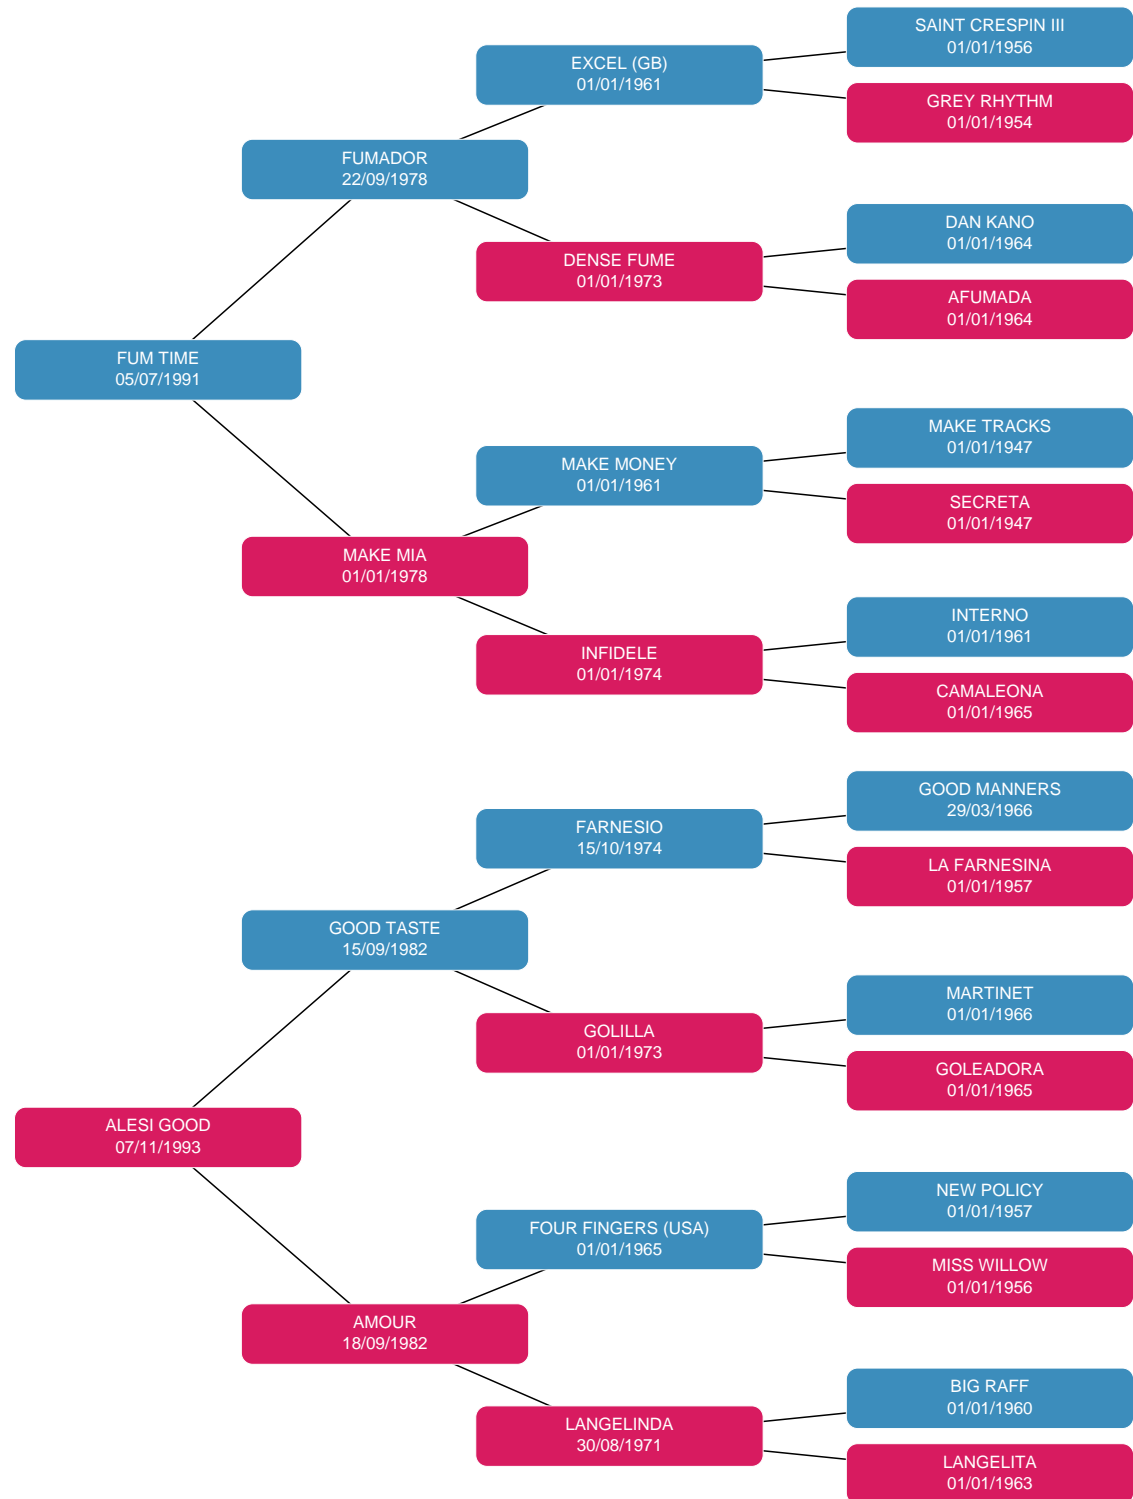 SAINT CRESPIN III
01/01/1956
EXCEL (GB)
01/01/1961
GREY RHYTHM
01/01/1954
FUMADOR
22/09/1978
DAN KANO
01/01/1964
DENSE FUME
01/01/1973
AFUMADA
01/01/1964
FUM TIME
05/07/1991
MAKE TRACKS
01/01/1947
MAKE MONEY
01/01/1961
SECRETA
01/01/1947
MAKE MIA
01/01/1978
INTERNO
01/01/1961
INFIDELE
01/01/1974
CAMALEONA
01/01/1965
GOOD MANNERS
29/03/1966
FARNESIO
15/10/1974
LA FARNESINA
01/01/1957
GOOD TASTE
15/09/1982
MARTINET
01/01/1966
GOLILLA
01/01/1973
GOLEADORA
01/01/1965
ALESI GOOD
07/11/1993
NEW POLICY
01/01/1957
FOUR FINGERS (USA)
01/01/1965
MISS WILLOW
01/01/1956
AMOUR
18/09/1982
BIG RAFF
01/01/1960
LANGELINDA
30/08/1971
LANGELITA
01/01/1963